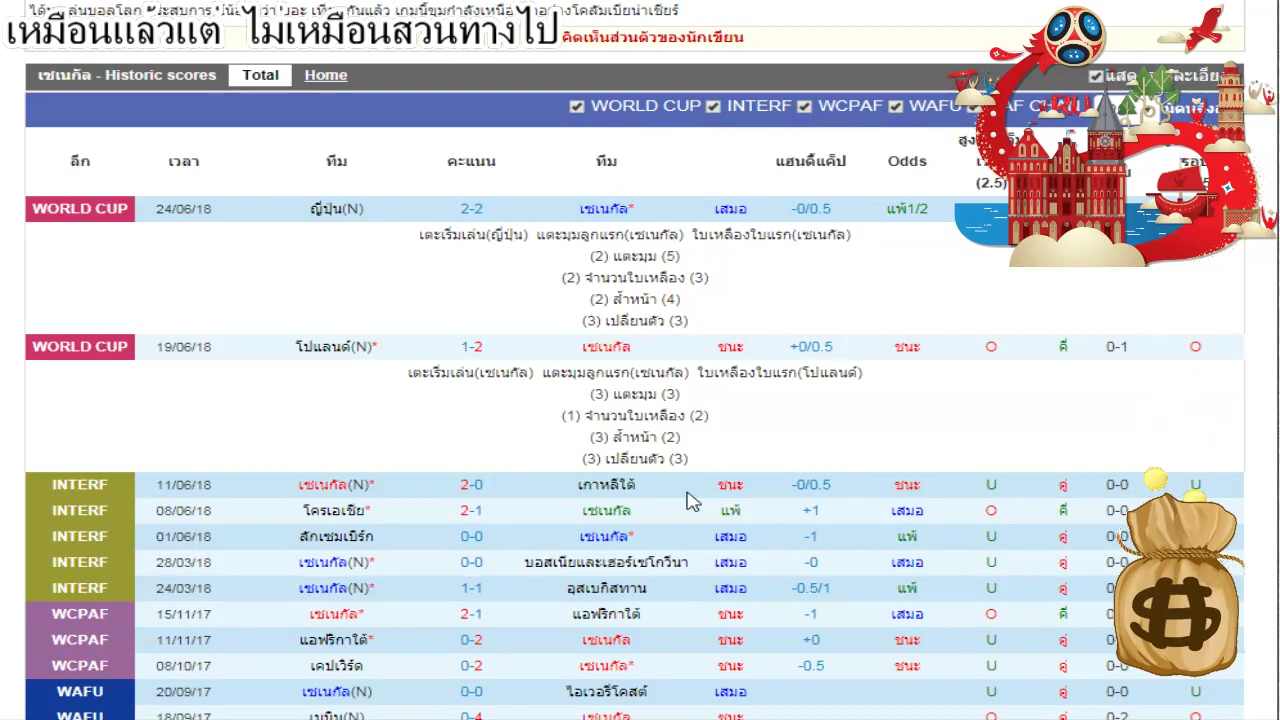 เหมือนแล้วแต่ ไม่เหมือนส่วนทางไป
คิดเห็นส่วนตัวของนักเขียน
เซเนกัล - Historic scores Total Home
WORLD CUP INTERF WCPAF WAFU
ลีก เวลา ทีม คะแนน ทีม แฮนดี้แค็ป Odds
(2.5)
WORLD CUP 24/06/18 ญี่ปุ่น(N) 2-2 เซเนกัล* เสมอ -0/0.5 แพ้1/2
เตะเริ่มเล่น(ญี่ปุ่น) แตะมุมลูกแรก(เซเนกัล) ใบเหลืองใบแรก(เซเนกัล)
(2) แตะมุม (5)
(2) จำนวนใบเหลือง (3)
(2) ล้ำหน้า (4)
(3) เปลี่ยนตัว (3)
WORLD CUP 19/06/18 โปแลนด์(N)* 1-2 เซเนกัล ชนะ +0/0.5 ชนะ O คี่ 0-1 O
เตะเริ่มเล่น(เซเนกัล) แตะมุมลูกแรก(เซเนกัล) ใบเหลืองใบแรก(โปแลนด์)
(3) แตะมุม (3)
(1) จำนวนใบเหลือง (2)
(3) ล้ำหน้า (2)
(3) เปลี่ยนตัว (3)
INTERF 11/06/18 เซเนกัล(N)* 2-0 เกาหลีใต้ ชนะ -0/0.5 ชนะ U คู่ 0-0 U
INTERF 08/06/18 โครเอเชีย* 2-1 เซเนกัล แพ้ +1 เสมอ O คี่ 0-0
INTERF 01/06/18 ลักเซมเบิร์ก 0-0 เซเนกัล* เสมอ -1 แพ้ U คู่
INTERF 28/03/18 เซเนกัล(N)* 0-0 บอสเนียและเฮอร์เซโกวีนา เสมอ -0 เสมอ U คู่
INTERF 24/03/18 เซเนกัล(N)* 1-1 อุสเบกิสทาน เสมอ -0.5/1 แพ้ U คู่
WCPAF 15/11/17 เซเนกัล* 2-1 แอฟริกาใต้ ชนะ -1 เสมอ O คี่
WCPAF 11/11/17 แอฟริกาใต้* 0-2 เซเนกัล ชนะ +0 ชนะ U คู่
WCPAF 08/10/17 เคปเวิร์ด 0-2 เซเนกัล* ชนะ -0.5 ชนะ U คู่
WAFU 20/09/17 เซเนกัล(N) 0-0 ไอเวอรี่โคสต์ เสมอ U คู่ 0-0 U
WAFU 18/09/17 เบนิน(N) 0-4 เซเนกัล ชนะ O คู่ 0-2 O